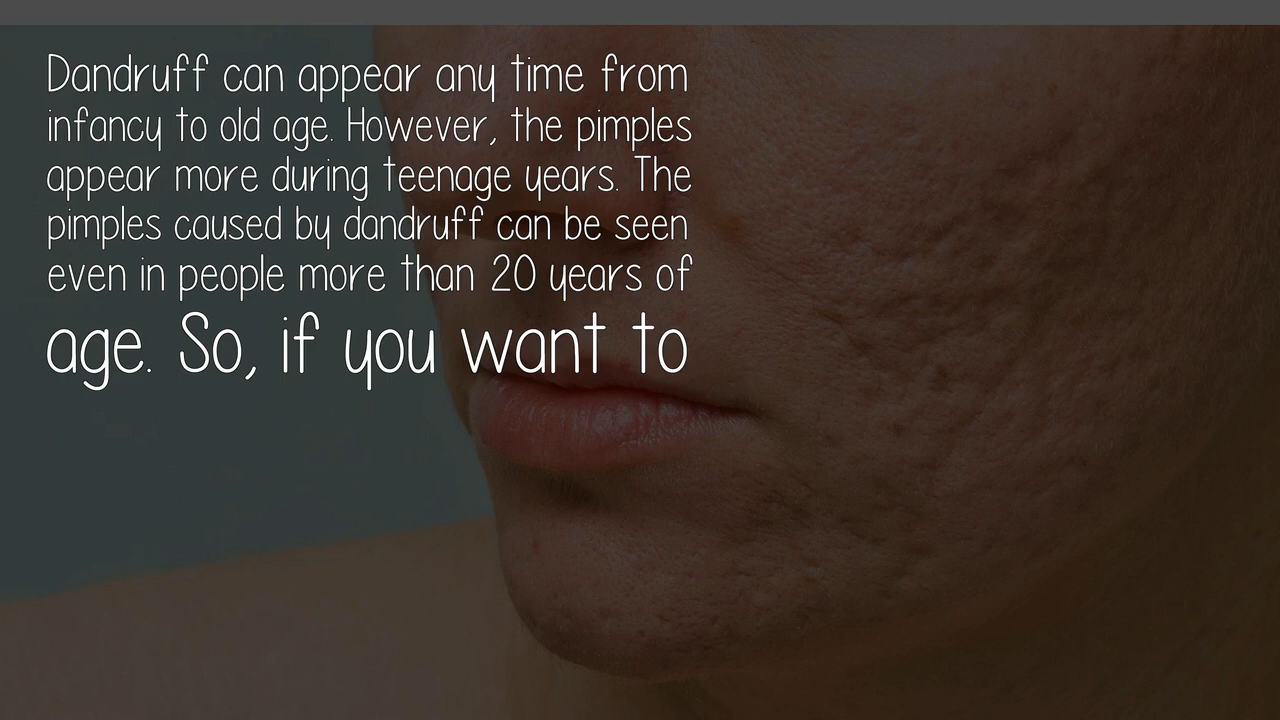 Dandruff can appear any time from
infancy to old age. However, the pimples
appear more during teenage years. The
pimples caused by dandruff can be seen
even in people more than 20 years of
age. So, if you want to